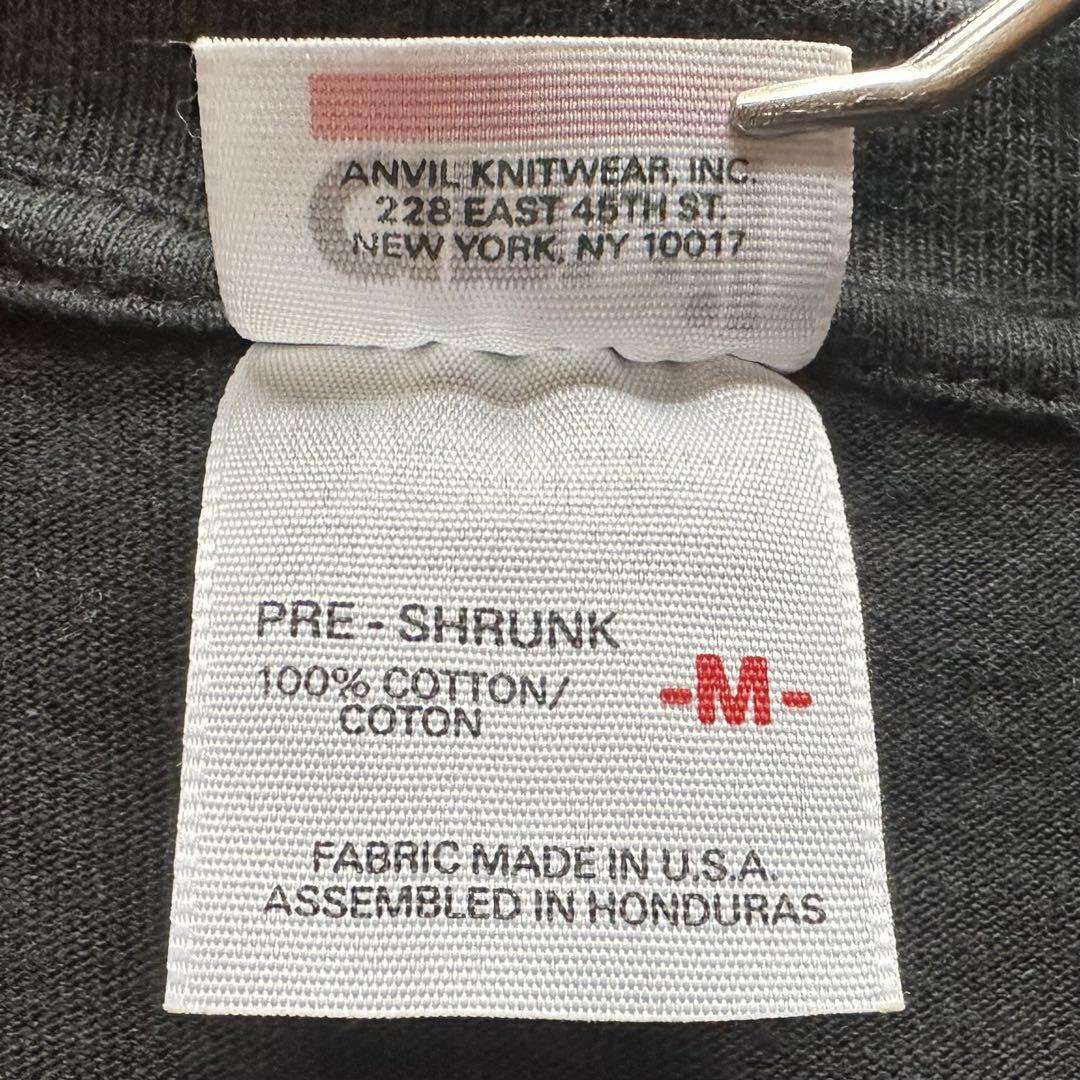 ANVIL KNITWEAR, INC.
228 EAST 45TH ST.
NEW YORK, NY 10017
PRE - SHRUNK
100% COTTON/
COTON
-M-
FABRIC MADE IN U.S.A.
ASSEMBLED IN HONDURAS